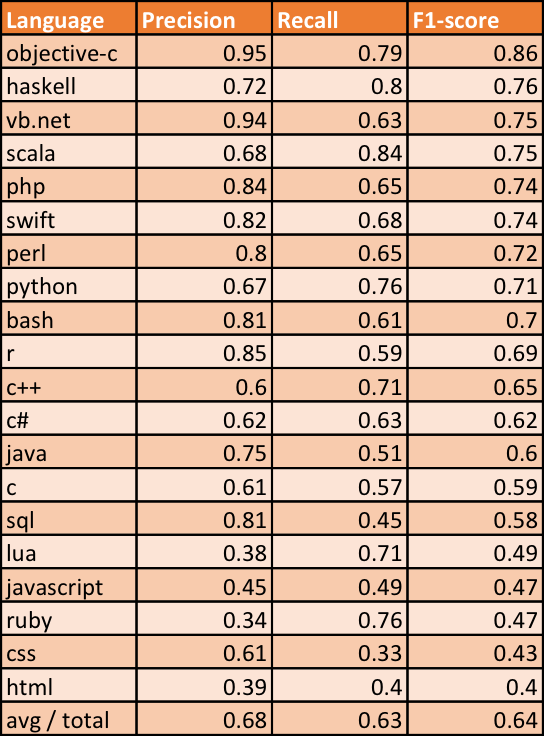 Language Precision Recall F1-score
objective-c 0.95 0.79 0.86
haskell 0.72 0.8 0.76
vb.net 0.94 0.63 0.75
scala 0.68 0.84 0.75
php 0.84 0.65 0.74
swift 0.82 0.68 0.74
perl 0.8 0.65 0.72
python 0.67 0.76 0.71
bash 0.81 0.61 0.7
r 0.85 0.59 0.69
c++ 0.6 0.71 0.65
c# 0.62 0.63 0.62
java 0.75 0.51 0.6
c 0.61 0.57 0.59
sql 0.81 0.45 0.58
lua 0.38 0.71 0.49
javascript 0.45 0.49 0.47
ruby 0.34 0.76 0.47
css 0.61 0.33 0.43
html 0.39 0.4 0.4
avg / total 0.68 0.63 0.64